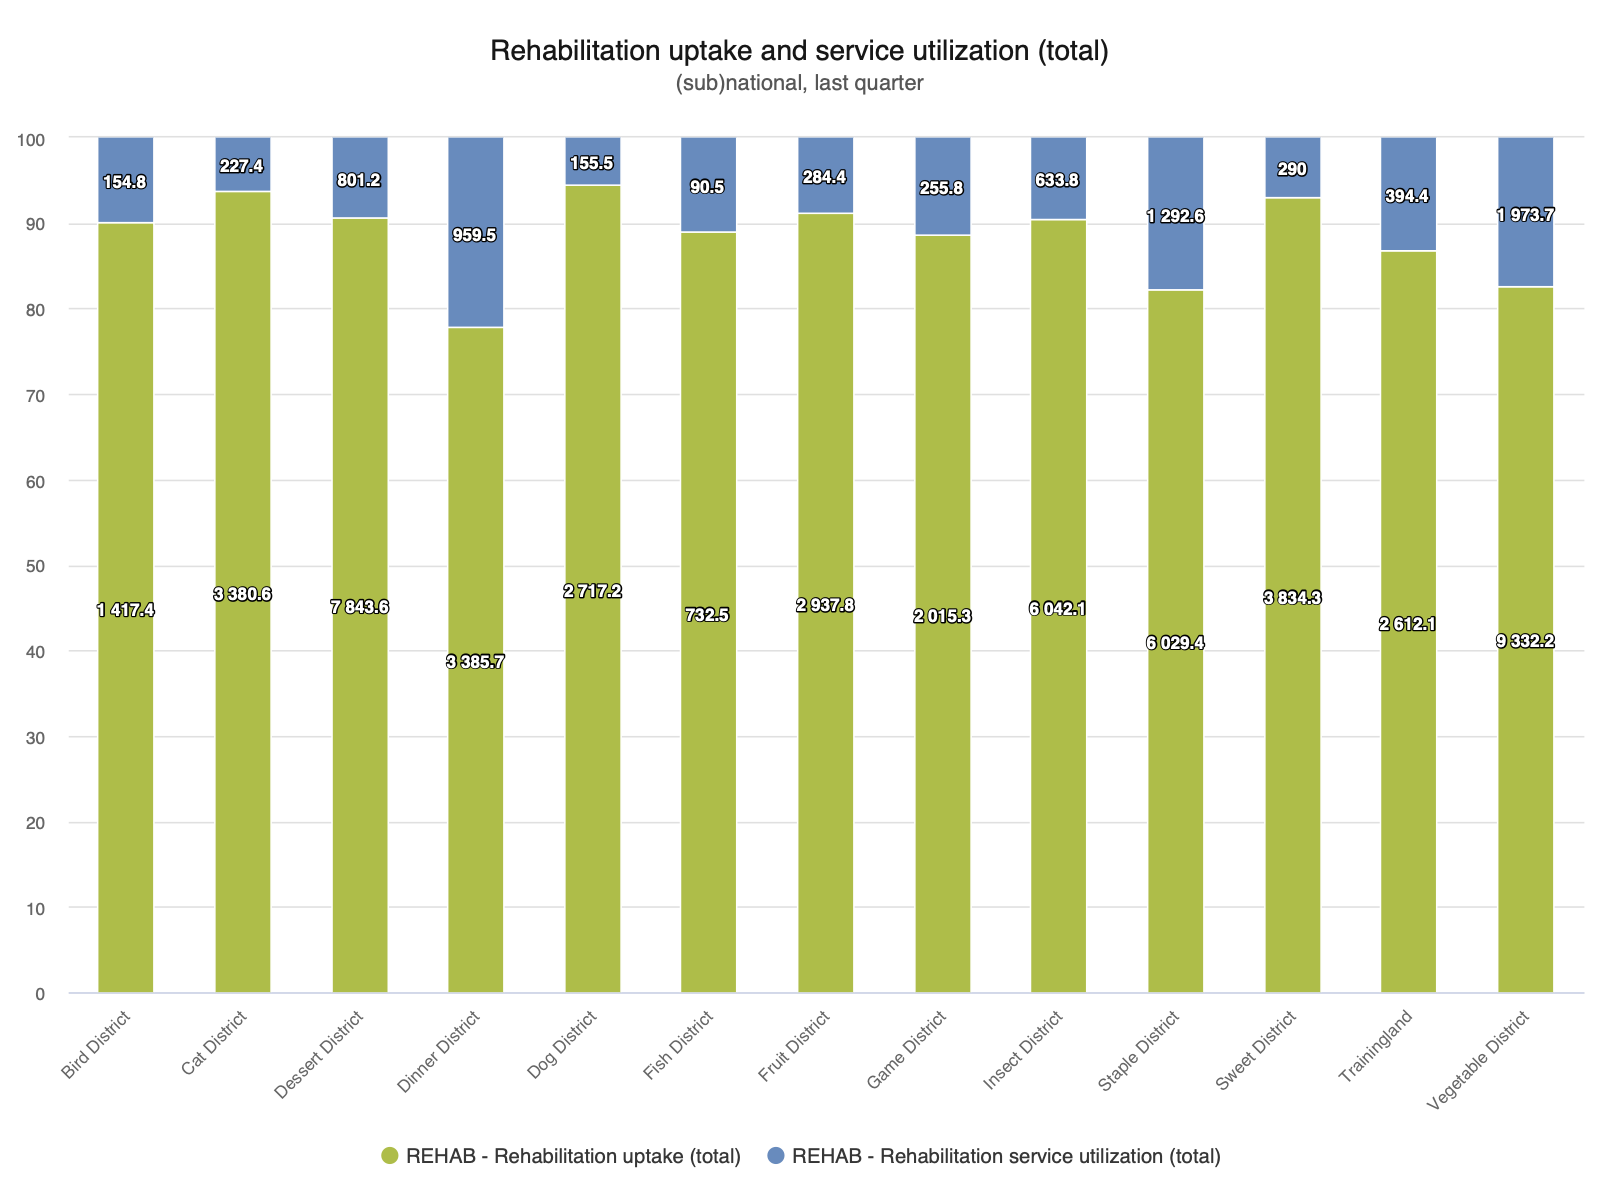 Rehabilitation uptake and service utilization (total)
(sub)national, last quarter
100
90
80
70
60
50
40
30
20
10
0
154.8
227.4
801.2
959.5
155.5
90.5
284.4
255.8
633.8
1 292.6
290
394.4
1 973.7
1 417.4
3 380.6
7 843.6
3 385.7
2 717.2
732.5
2 937.8
2 015.3
6 042.1
6 029.4
3 834.3
2 612.1
9 332.2
Bird District
Cat District
Dessert District
Dinner District
Dog District
Fish District
Fruit District
Game District
Insect District
Staple District
Sweet District
Trainingland
Vegetable District
REHAB - Rehabilitation uptake (total)
REHAB - Rehabilitation service utilization (total)